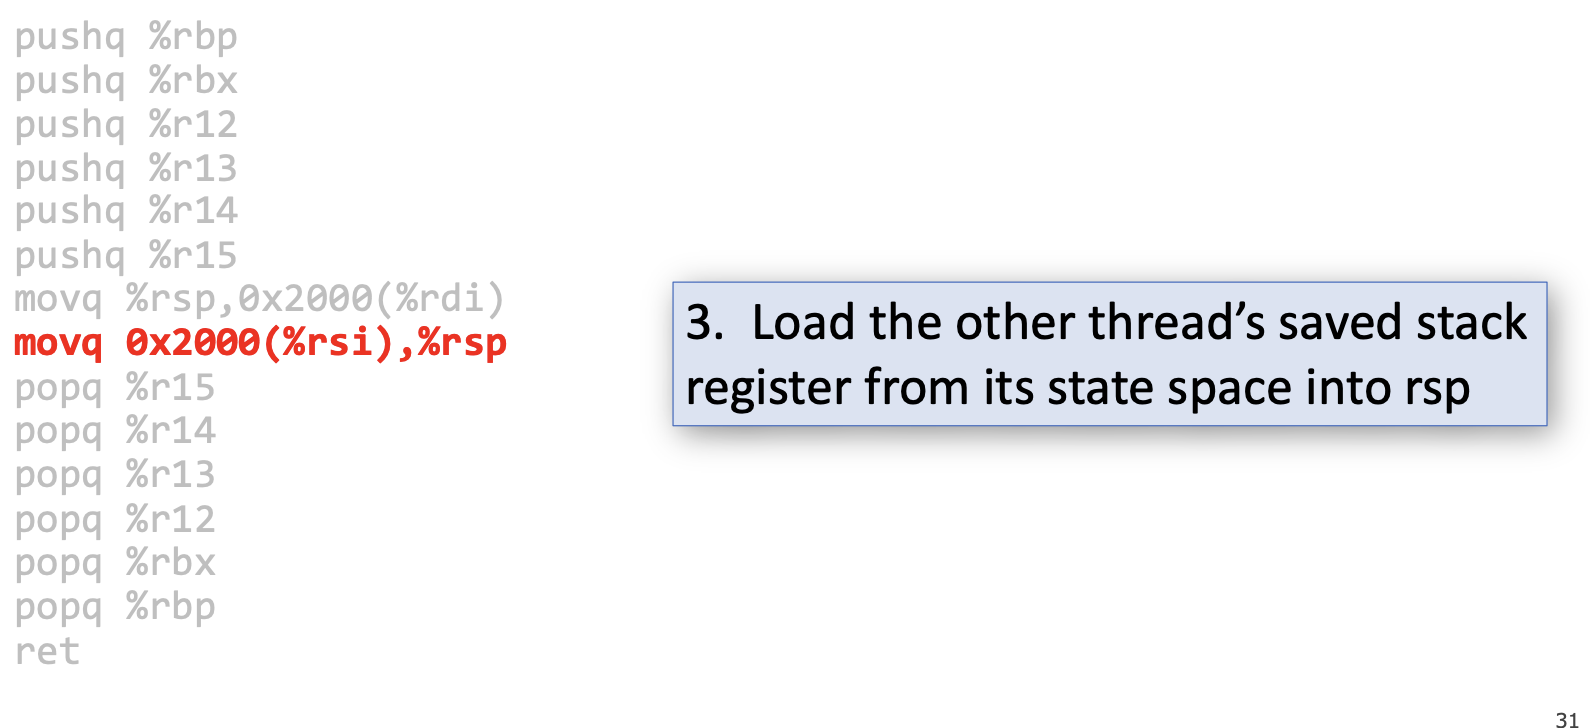 pushq %rbp
pushq %rbx
pushq %r12
pushq %r13
pushq %r14
pushq %r15
movq %rsp,0x2000(%rdi)
movq 0x2000(%rsi),%rsp
popq %r15
popq %r14
popq %r13
popq %r12
popq %rbx
popq %rbp
ret
3. Load the other thread’s saved stack
register from its state space into rsp
31